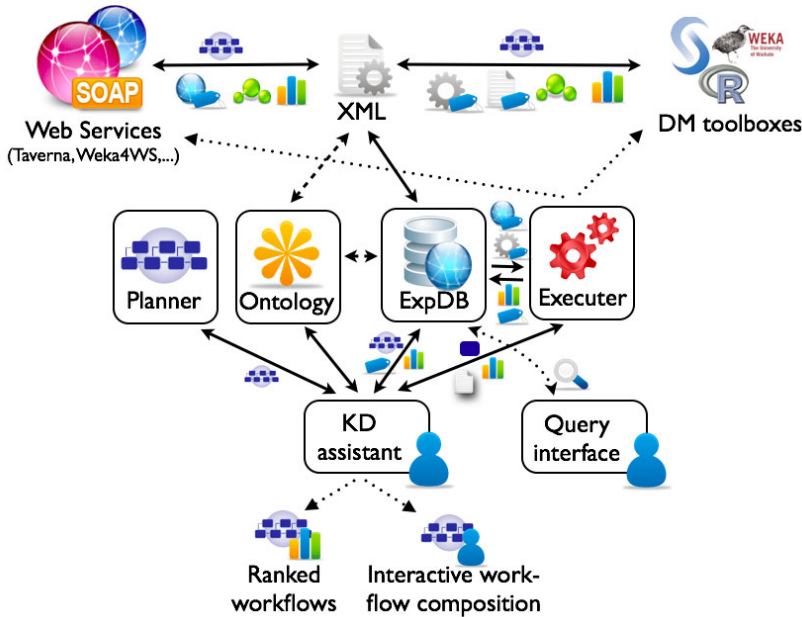 SOAP
WEKA
The University
of Waikato
R
XML
Web Services
(Taverna, Weka4WS,...)
DM toolboxes
Planner
Ontology
ExpDB
Executer
KD
assistant
Query
interface
Ranked
workflows
Interactive work-
flow composition